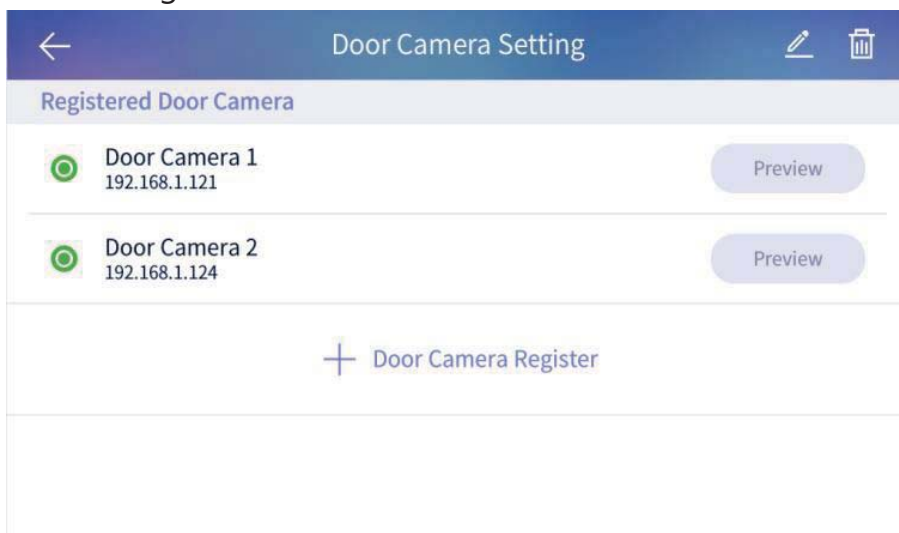 Door Camera Setting
Registered Door Camera
Door Camera 1
192.168.1.121
Preview
Door Camera 2
192.168.1.124
Preview
Door Camera Register